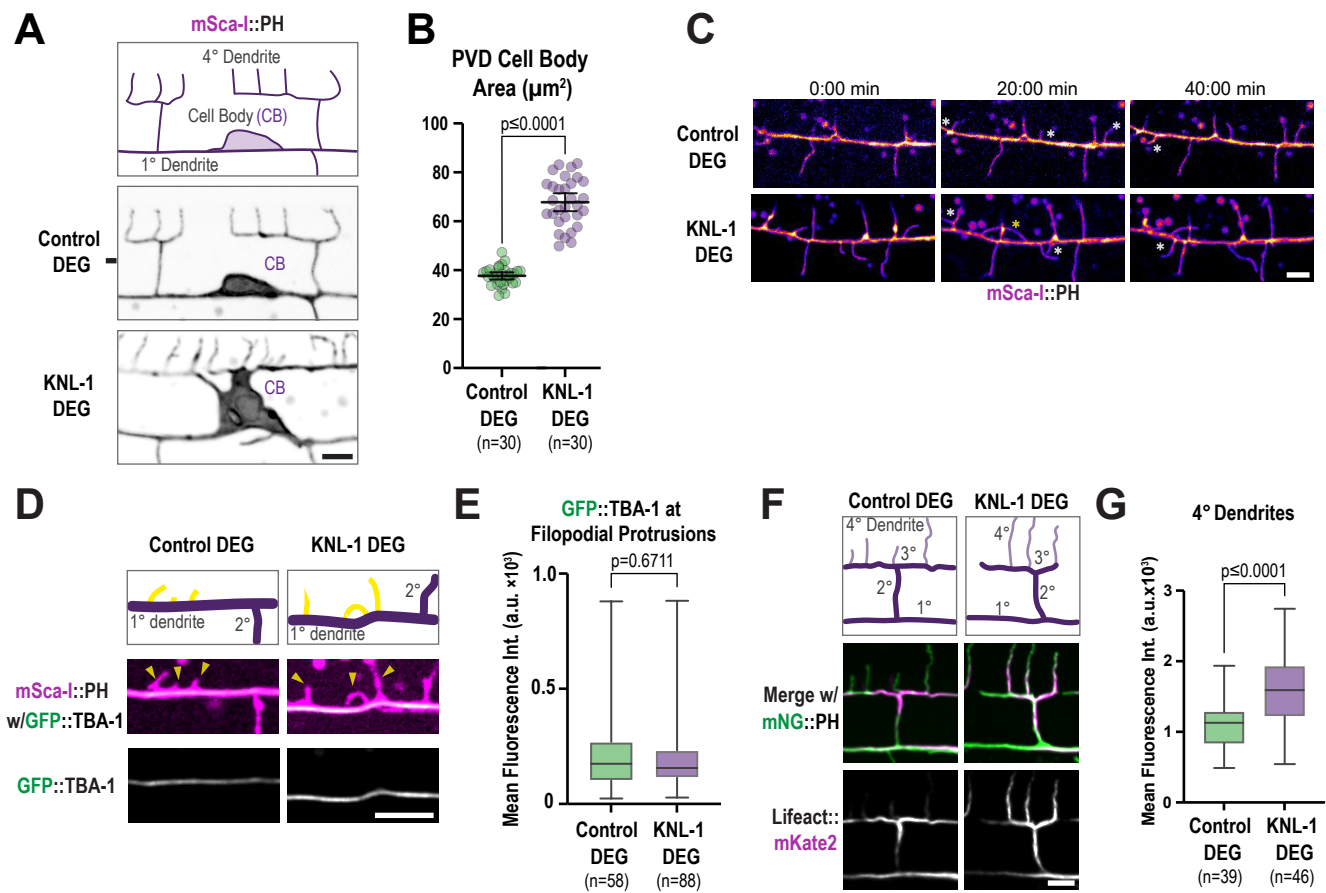 A
mSca-I::PH
4° Dendrite
Cell Body (CB)
1° Dendrite
Control
DEG
CB
KNL-1
DEG
CB
B
PVD Cell Body
Area (µm²)
p≤0.0001
100
80
60
40
20
0
Control
DEG
(n=30)
KNL-1
DEG
(n=30)
C
0:00 min
20:00 min
40:00 min
Control
DEG
*
*
*
*
KNL-1
DEG
*
*
*
*
mSca-I::PH
D
Control DEG
KNL-1 DEG
1° dendrite
2°
1° dendrite
2°
mSca-I::PH
w/GFP::TBA-1
GFP::TBA-1
E
GFP::TBA-1 at
Filopodial Protrusions
p=0.6711
Mean Fluorescence Int. (a.u. ×10³)
1.0
0.5
0
Control
DEG
(n=58)
KNL-1
DEG
(n=88)
F
Control DEG
KNL-1 DEG
4° Dendrite
3°
2°
1°
4°
3°
2°
1°
Merge w/
mNG::PH
Lifeact::
mKate2
G
4° Dendrites
p≤0.0001
Mean Fluorescence Int. (a.u.x10³)
3
2
1
0
Control
DEG
(n=39)
KNL-1
DEG
(n=46)